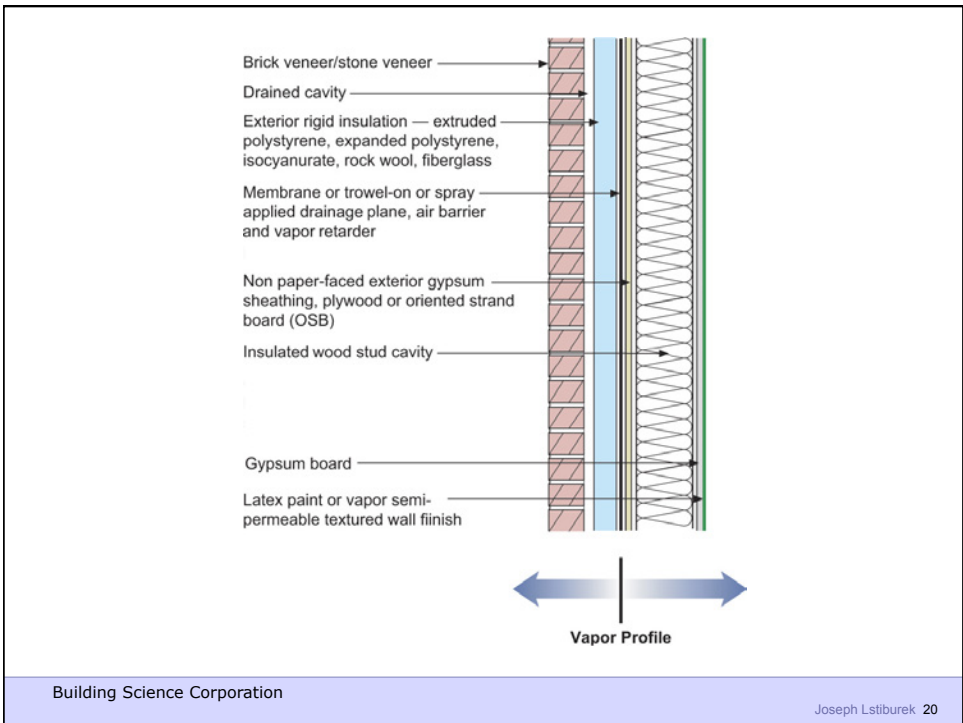 Brick veneer/stone veneer
Drained cavity
Exterior rigid insulation — extruded
polystyrene, expanded polystyrene,
isocyanurate, rock wool, fiberglass
Membrane or trowel-on or spray
applied drainage plane, air barrier
and vapor retarder
Non paper-faced exterior gypsum
sheathing, plywood or oriented strand
board (OSB)
Insulated wood stud cavity
Gypsum board
Latex paint or vapor semi-
permeable textured wall fiinish
Vapor Profile
Building Science Corporation
Joseph Lstiburek 20